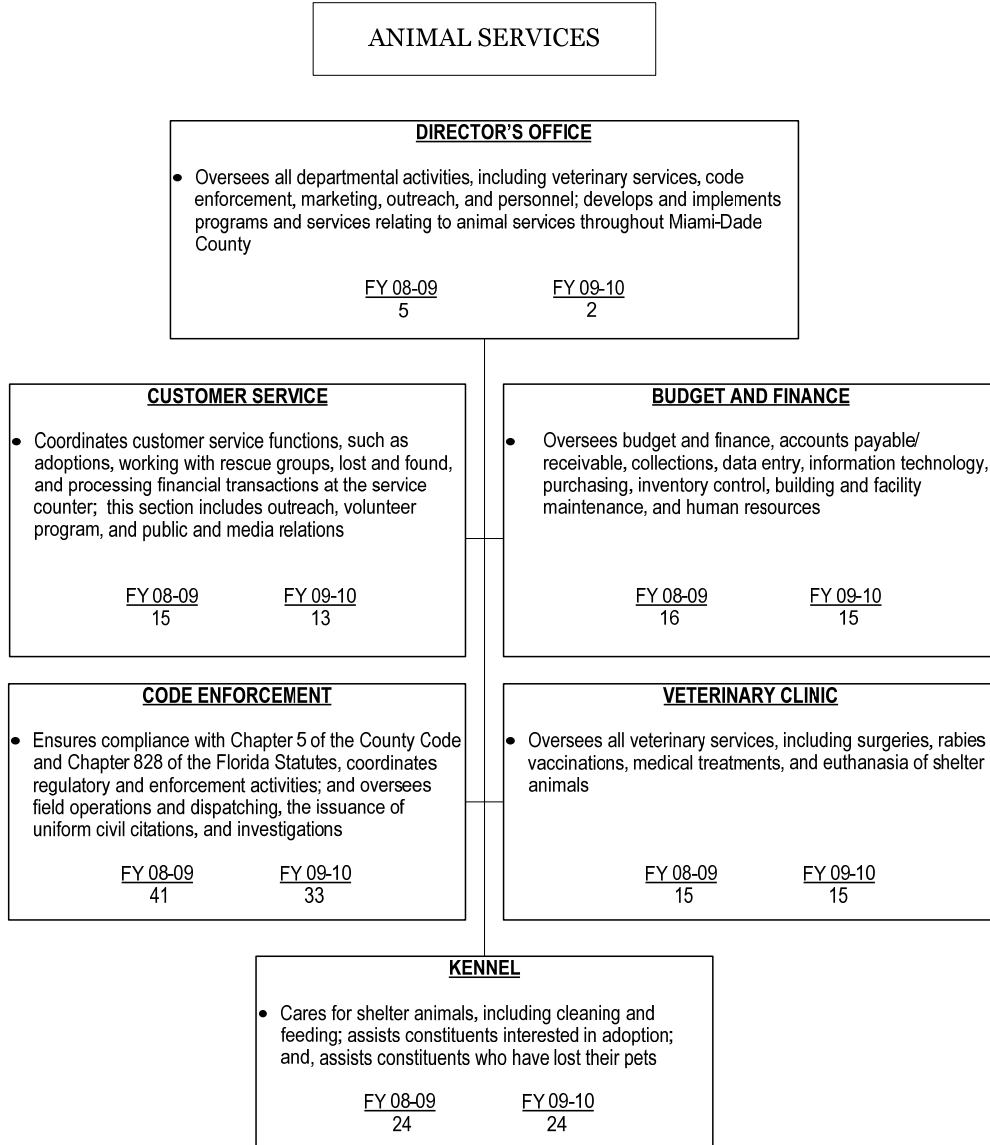 ANIMAL SERVICES
DIRECTOR'S OFFICE
• Oversees all departmental activities, including veterinary services, code
enforcement, marketing, outreach, and personnel; develops and implements
programs and services relating to animal services throughout Miami-Dade
County
FY 08-09 FY 09-10
5 2
CUSTOMER SERVICE
• Coordinates customer service functions, such as
adoptions, working with rescue groups, lost and found,
and processing financial transactions at the service
counter; this section includes outreach, volunteer
program, and public and media relations
FY 08-09 FY 09-10
15 13
BUDGET AND FINANCE
• Oversees budget and finance, accounts payable/
receivable, collections, data entry, information technology,
purchasing, inventory control, building and facility
maintenance, and human resources
FY 08-09 FY 09-10
16 15
CODE ENFORCEMENT
• Ensures compliance with Chapter 5 of the County Code
and Chapter 828 of the Florida Statutes, coordinates
regulatory and enforcement activities; and oversees
field operations and dispatching, the issuance of
uniform civil citations, and investigations
FY 08-09 FY 09-10
41 33
VETERINARY CLINIC
• Oversees all veterinary services, including surgeries, rabies
vaccinations, medical treatments, and euthanasia of shelter
animals
FY 08-09 FY 09-10
15 15
KENNEL
• Cares for shelter animals, including cleaning and
feeding; assists constituents interested in adoption;
and, assists constituents who have lost their pets
FY 08-09 FY 09-10
24 24